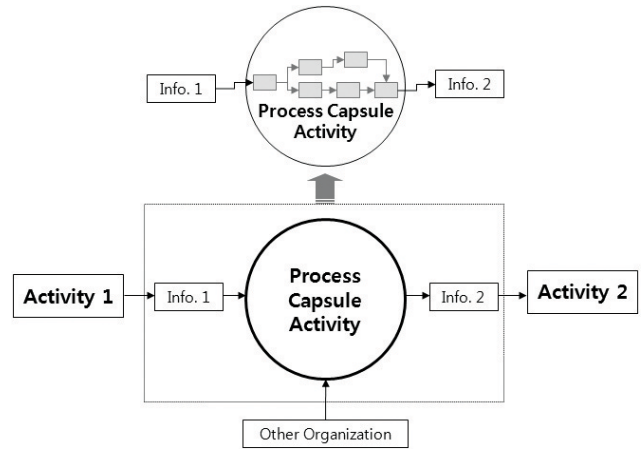 Info. 1
Info. 2
Process Capsule
Activity
Process
Capsule
Activity
Activity 1
Info. 1
Info. 2
Activity 2
Other Organization